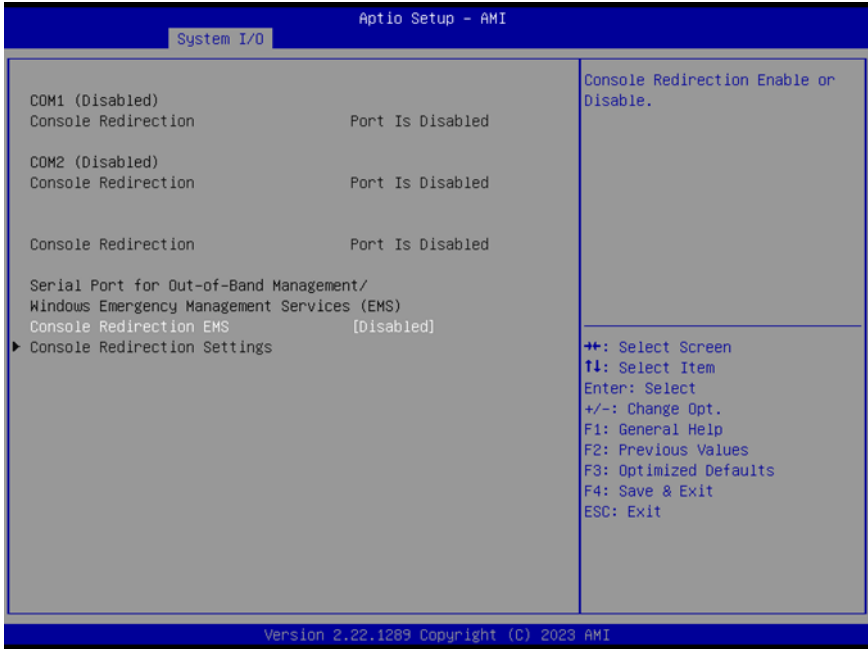 Aptio Setup – AMI
System I/O
COM1 (Disabled)
Console Redirection Port Is Disabled
COM2 (Disabled)
Console Redirection Port Is Disabled
Console Redirection Port Is Disabled
Serial Port for Out-of-Band Management/
Windows Emergency Management Services (EMS)
Console Redirection EMS [Disabled]
▶ Console Redirection Settings
Console Redirection Enable or
Disable.
→←: Select Screen
↑↓: Select Item
Enter: Select
+/-: Change Opt.
F1: General Help
F2: Previous Values
F3: Optimized Defaults
F4: Save & Exit
ESC: Exit
Version 2.22.1289 Copyright (C) 2023 AMI